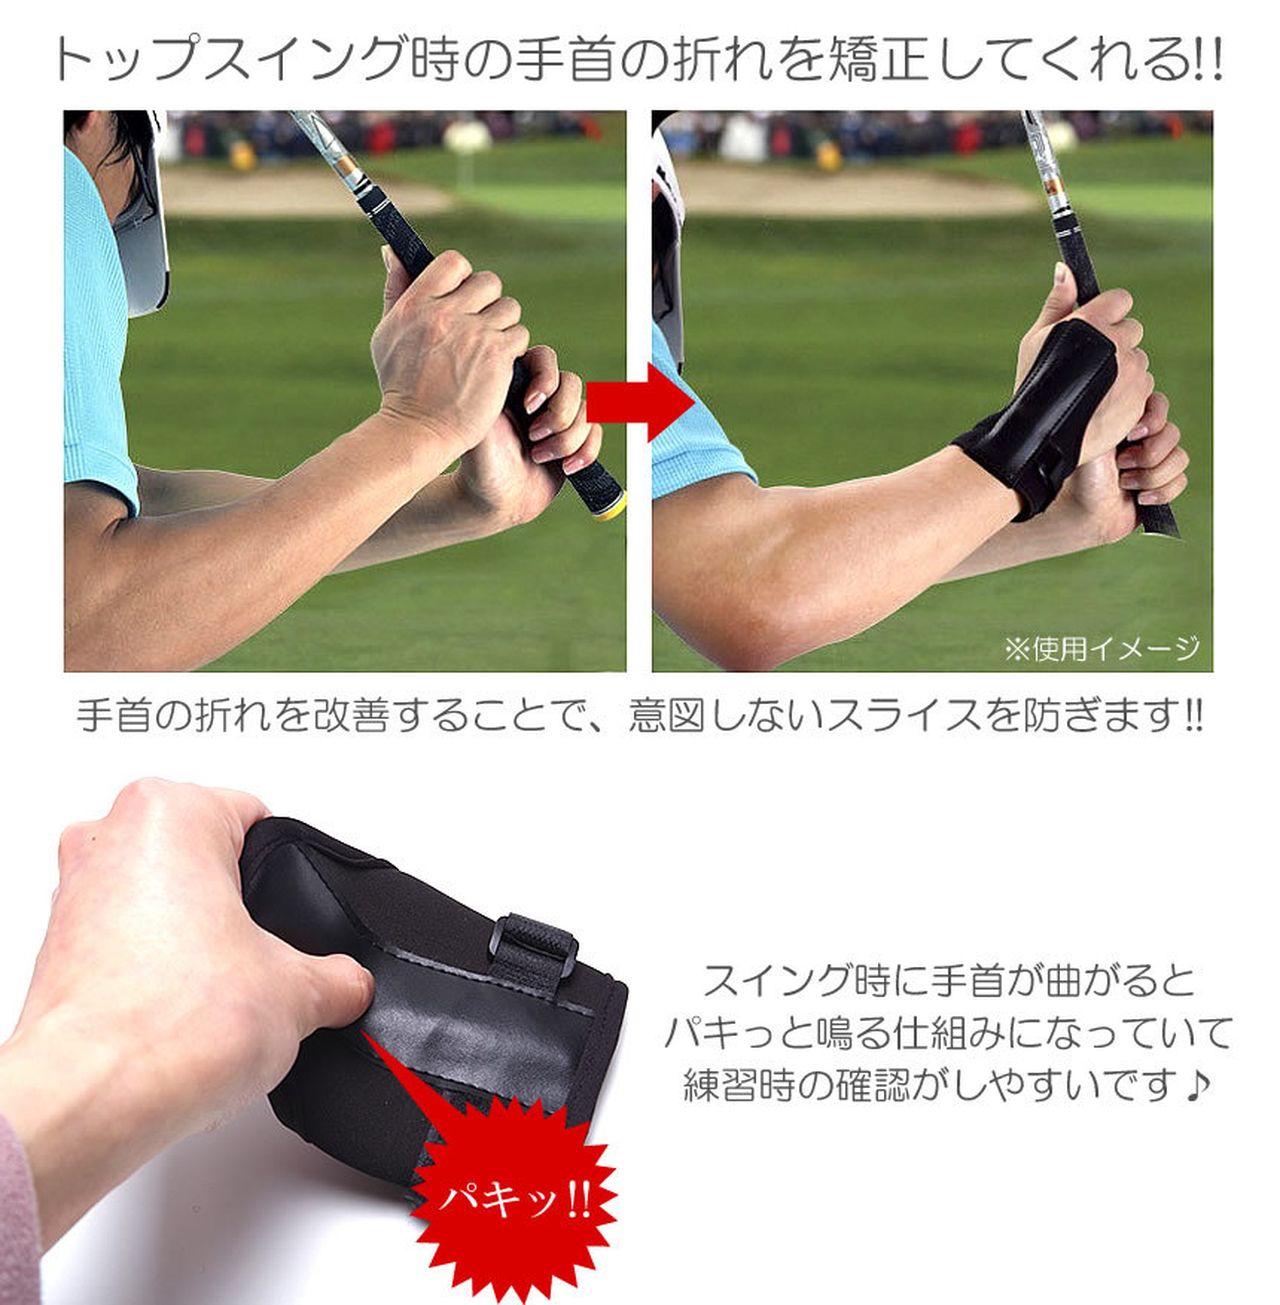 トップスイング時の手首の折れを矯正してくれる!!
※使用イメージ
手首の折れを改善することで、意図しないスライスを防ぎます!!
スイング時に手首が曲がると
パキっと鳴る仕組みになっていて
練習時の確認がしやすいです♪
パキッ!!